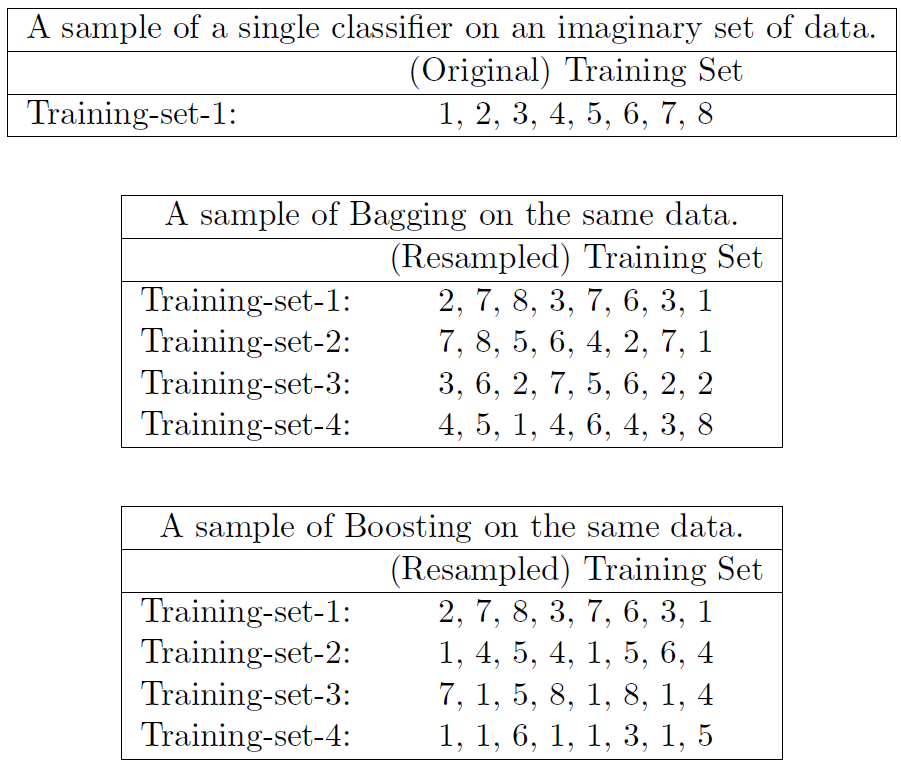 A sample of a single classifier on an imaginary set of data.
(Original) Training Set
Training-set-1: 1, 2, 3, 4, 5, 6, 7, 8
A sample of Bagging on the same data.
(Resampled) Training Set
Training-set-1: 2, 7, 8, 3, 7, 6, 3, 1
Training-set-2: 7, 8, 5, 6, 4, 2, 7, 1
Training-set-3: 3, 6, 2, 7, 5, 6, 2, 2
Training-set-4: 4, 5, 1, 4, 6, 4, 3, 8
A sample of Boosting on the same data.
(Resampled) Training Set
Training-set-1: 2, 7, 8, 3, 7, 6, 3, 1
Training-set-2: 1, 4, 5, 4, 1, 5, 6, 4
Training-set-3: 7, 1, 5, 8, 1, 8, 1, 4
Training-set-4: 1, 1, 6, 1, 1, 3, 1, 5